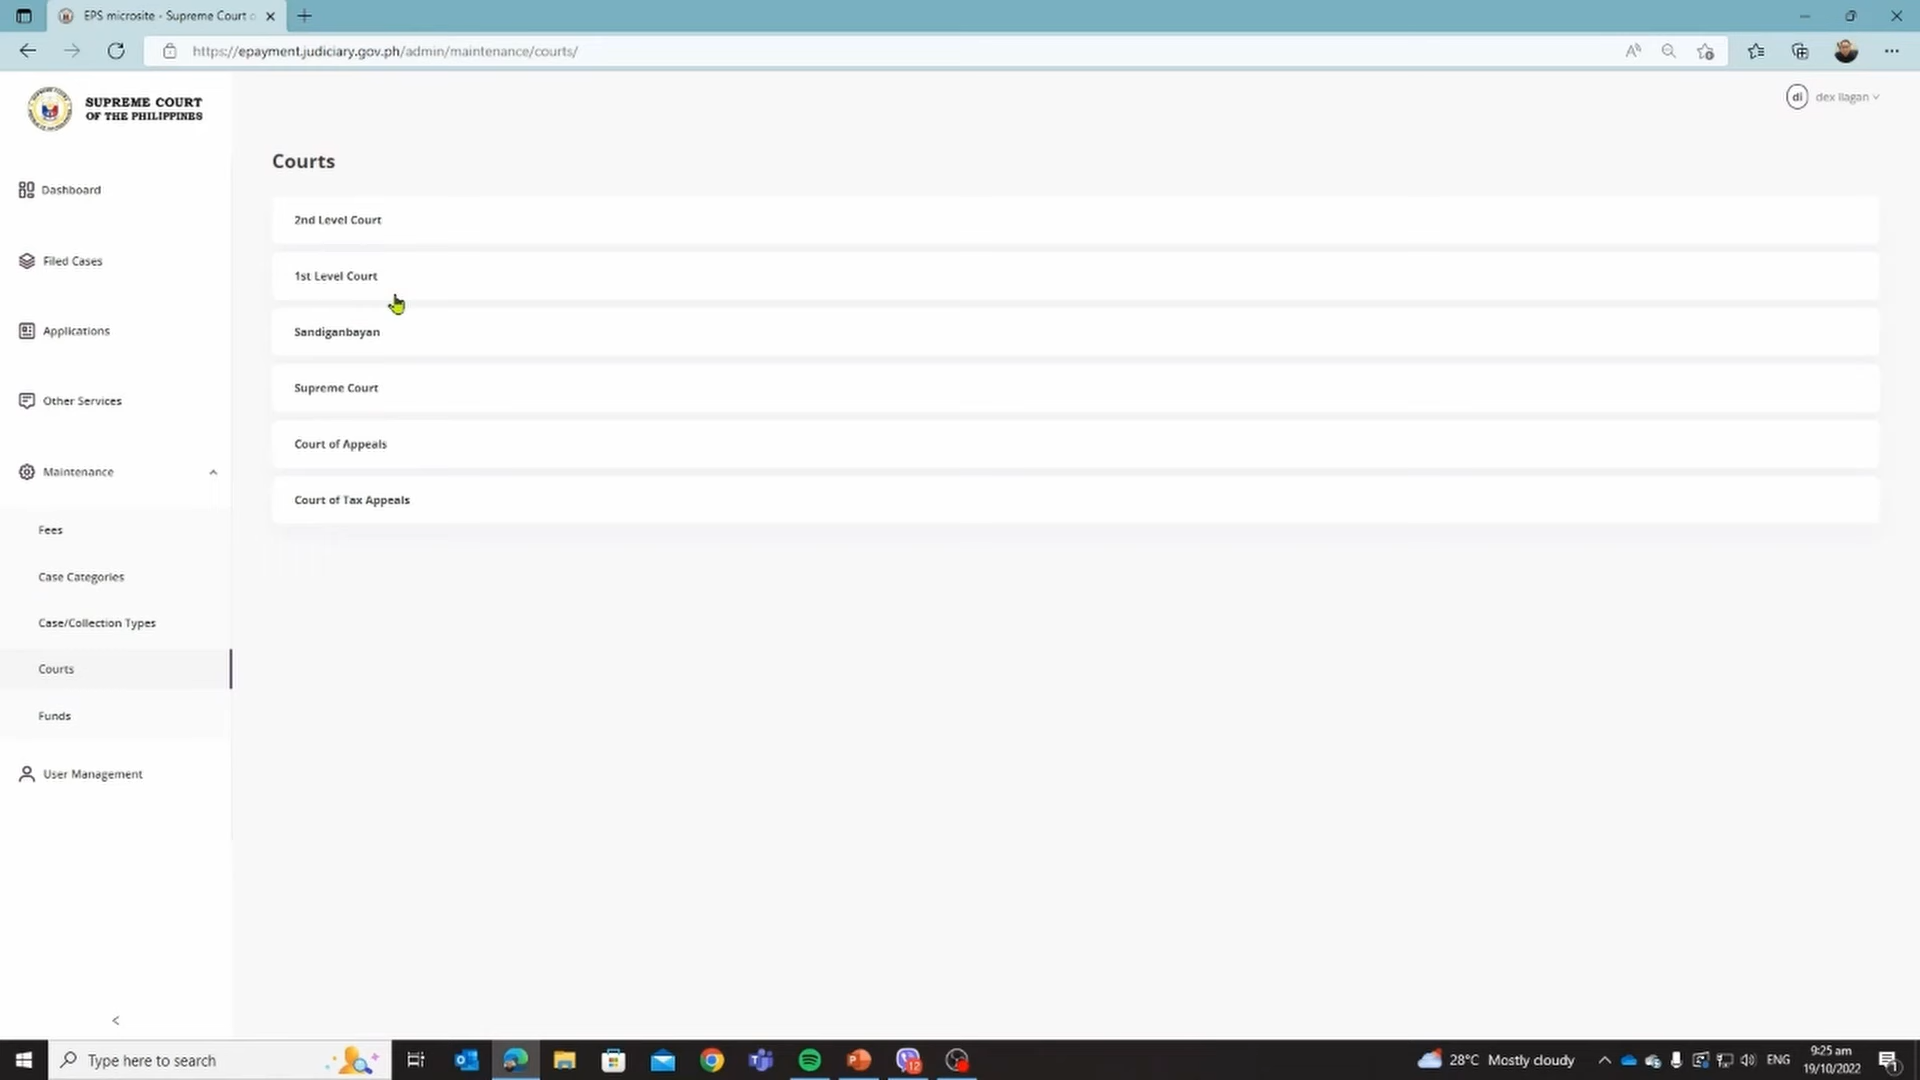 EPS microsite - Supreme Court o
https://epayment.judiciary.gov.ph/admin/maintenance/courts/
SUPREME COURT
OF THE PHILIPPINES
di
dex ilagan
Courts
Dashboard
Filed Cases
Applications
Other Services
Maintenance
Fees
Case Categories
Case/Collection Types
Courts
Funds
User Management
2nd Level Court
1st Level Court
Sandiganbayan
Supreme Court
Court of Appeals
Court of Tax Appeals
Type here to search
12
28°C Mostly cloudy
ENG
9:25 am
19/10/2022
1